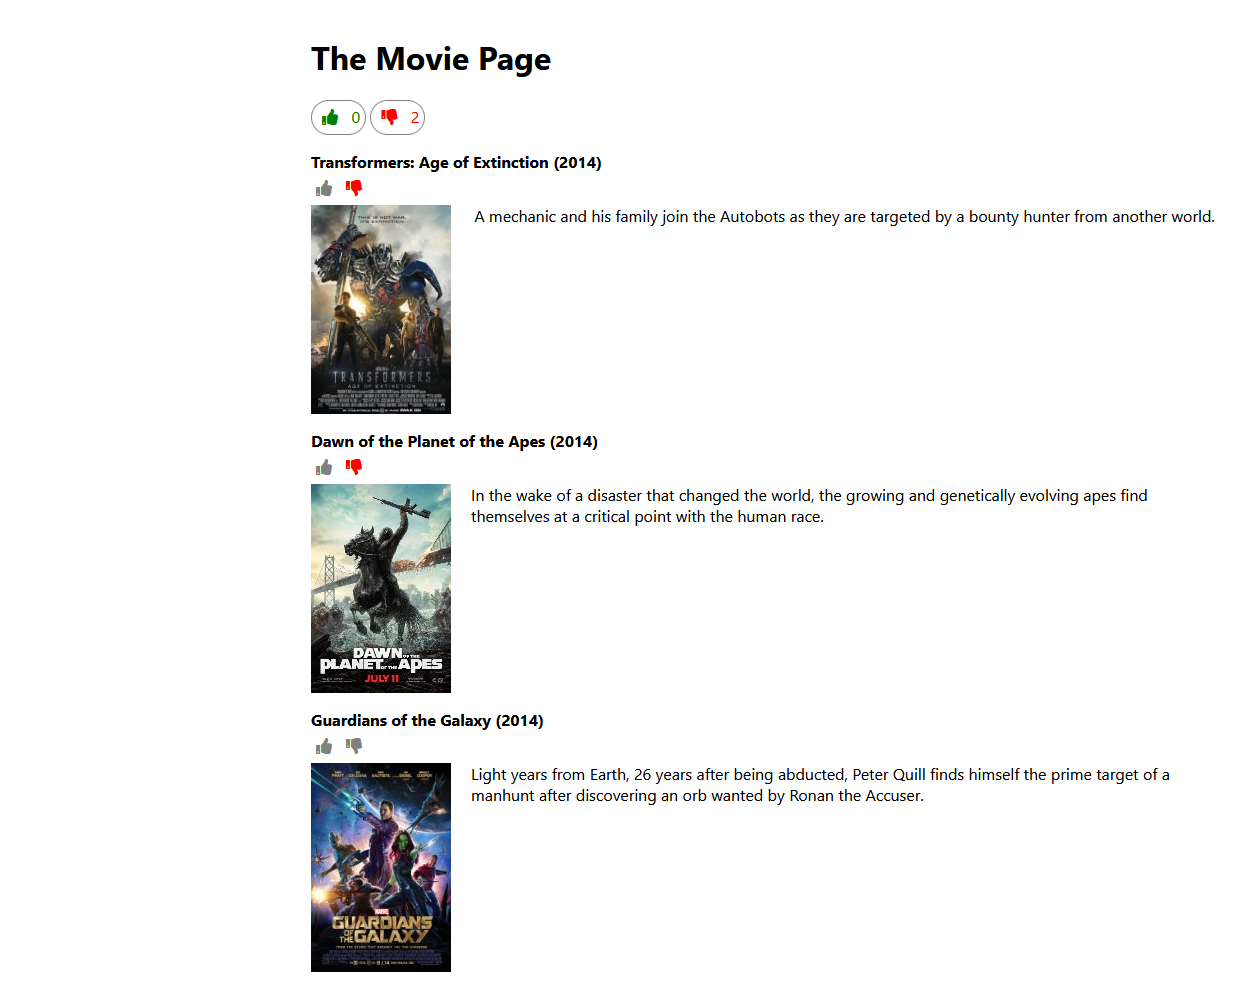 The Movie Page
0 2
Transformers: Age of Extinction (2014)
A mechanic and his family join the Autobots as they are targeted by a bounty hunter from another world.
THIS IS NOT WAR
IT'S EXTINCTION
TRANSFORMERS
AGE OF EXTINCTION
Dawn of the Planet of the Apes (2014)
In the wake of a disaster that changed the world, the growing and genetically evolving apes find
themselves at a critical point with the human race.
DAWN OF THE
PLANET OF THE APES
JULY 11
Guardians of the Galaxy (2014)
Light years from Earth, 26 years after being abducted, Peter Quill finds himself the prime target of a
manhunt after discovering an orb wanted by Ronan the Accuser.
MARVEL
GUARDIANS
OF THE GALAXY